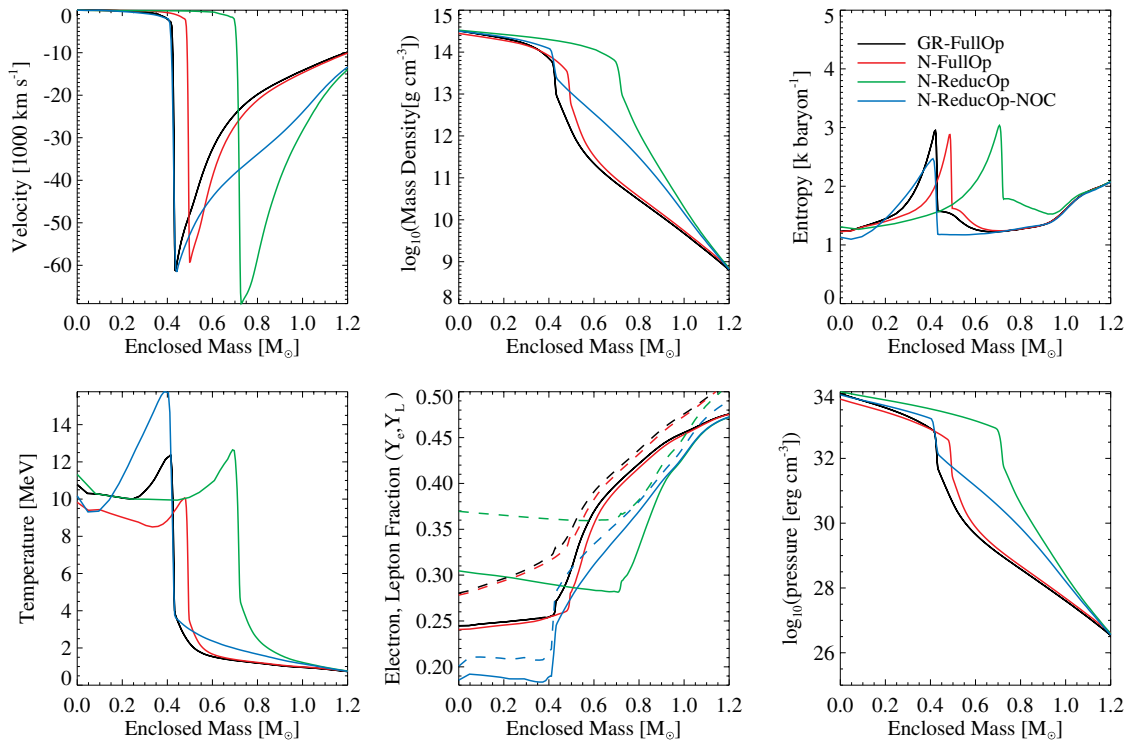 0
-10
-20
-30
-40
-50
-60
Velocity [1000 km s⁻¹]
0.0 0.2 0.4 0.6 0.8 1.0 1.2
Enclosed Mass [M☉]
15
14
13
12
11
10
9
8
log₁₀(Mass Density[g cm⁻³])
0.0 0.2 0.4 0.6 0.8 1.0 1.2
Enclosed Mass [M☉]
5
4
3
2
1
0
Entropy [k baryon⁻¹]
GR-FullOp
N-FullOp
N-ReducOp
N-ReducOp-NOC
0.0 0.2 0.4 0.6 0.8 1.0 1.2
Enclosed Mass [M☉]
14
12
10
8
6
4
2
0
Temperature [MeV]
0.0 0.2 0.4 0.6 0.8 1.0 1.2
Enclosed Mass [M☉]
0.50
0.45
0.40
0.35
0.30
0.25
0.20
Electron, Lepton Fraction (Yₑ,Y_L)
0.0 0.2 0.4 0.6 0.8 1.0 1.2
Enclosed Mass [M☉]
34
32
30
28
26
log₁₀(pressure [erg cm⁻³])
0.0 0.2 0.4 0.6 0.8 1.0 1.2
Enclosed Mass [M☉]